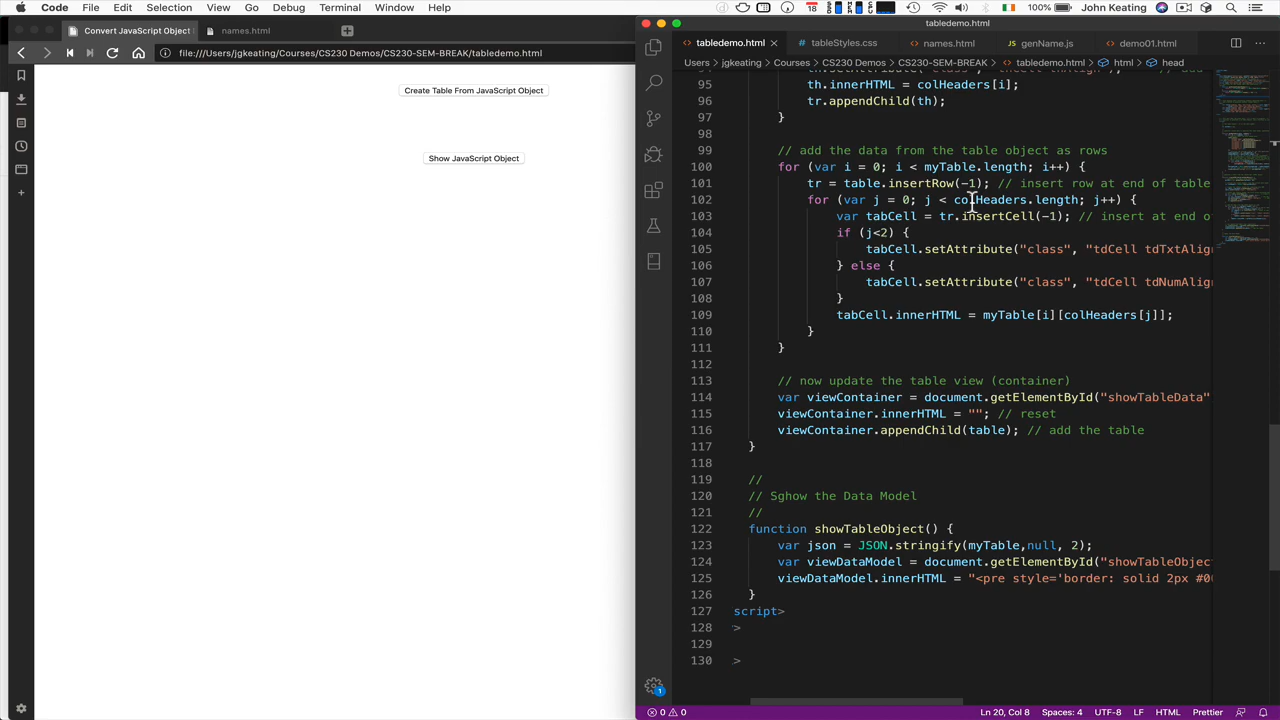 Code File Edit Selection View Go Debug Terminal Window Help 18 100% John Keating
tabledemo.html
Convert JavaScript Object names.html
file:///Users/jgkeating/Courses/CS230 Demos/CS230-SEM-BREAK/tabledemo.html
Create Table From JavaScript Object
Show JavaScript Object
tabledemo.html tableStyles.css names.html genName.js demo01.html
Users > jgkeating > Courses > CS230 Demos > CS230-SEM-BREAK > tabledemo.html > html > head
95 th.innerHTML = colHeaders[i];
96 tr.appendChild(th);
97 }
98
99 // add the data from the table object as rows
100 for (var i = 0; i < myTable.length; i++) {
101 tr = table.insertRow(-1); // insert row at end of table
102 for (var j = 0; j < colHeaders.length; j++) {
103 var tabCell = tr.insertCell(-1); // insert at end of
104 if (j<2) {
105 tabCell.setAttribute("class", "tdCell tdTxtAlign
106 } else {
107 tabCell.setAttribute("class", "tdCell tdNumAlign
108 }
109 tabCell.innerHTML = myTable[i][colHeaders[j]];
110 }
111 }
112
113 // now update the table view (container)
114 var viewContainer = document.getElementById("showTableData"
115 viewContainer.innerHTML = ""; // reset
116 viewContainer.appendChild(table); // add the table
117 }
118
119 //
120 // Sghow the Data Model
121 //
122 function showTableObject() {
123 var json = JSON.stringify(myTable,null, 2);
124 var viewDataModel = document.getElementById("showTableObjec
125 viewDataModel.innerHTML = "<pre style='border: solid 2px #00
126 }
127 script>
128 >
129
130 >
0 0 Ln 20, Col 8 Spaces: 4 UTF-8 LF HTML Prettier